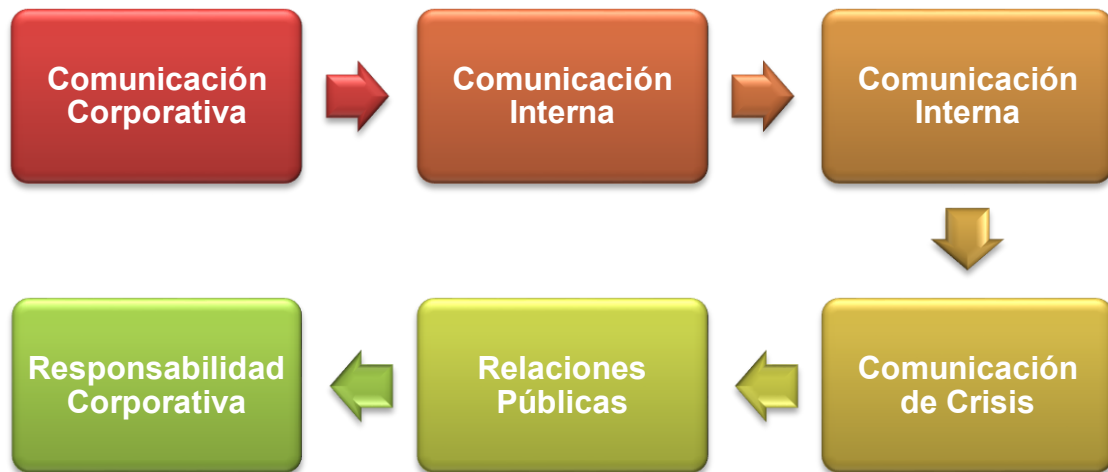 Comunicación
Corporativa
Comunicación
Interna
Comunicación
Interna
Comunicación
de Crisis
Relaciones
Públicas
Responsabilidad
Corporativa